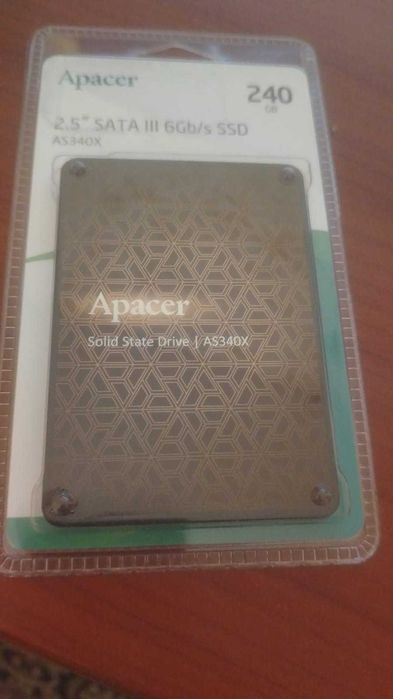 Apacer
240
GB
2.5" SATA III 6Gb/s SSD
AS340X
Apacer
Solid State Drive | AS340X